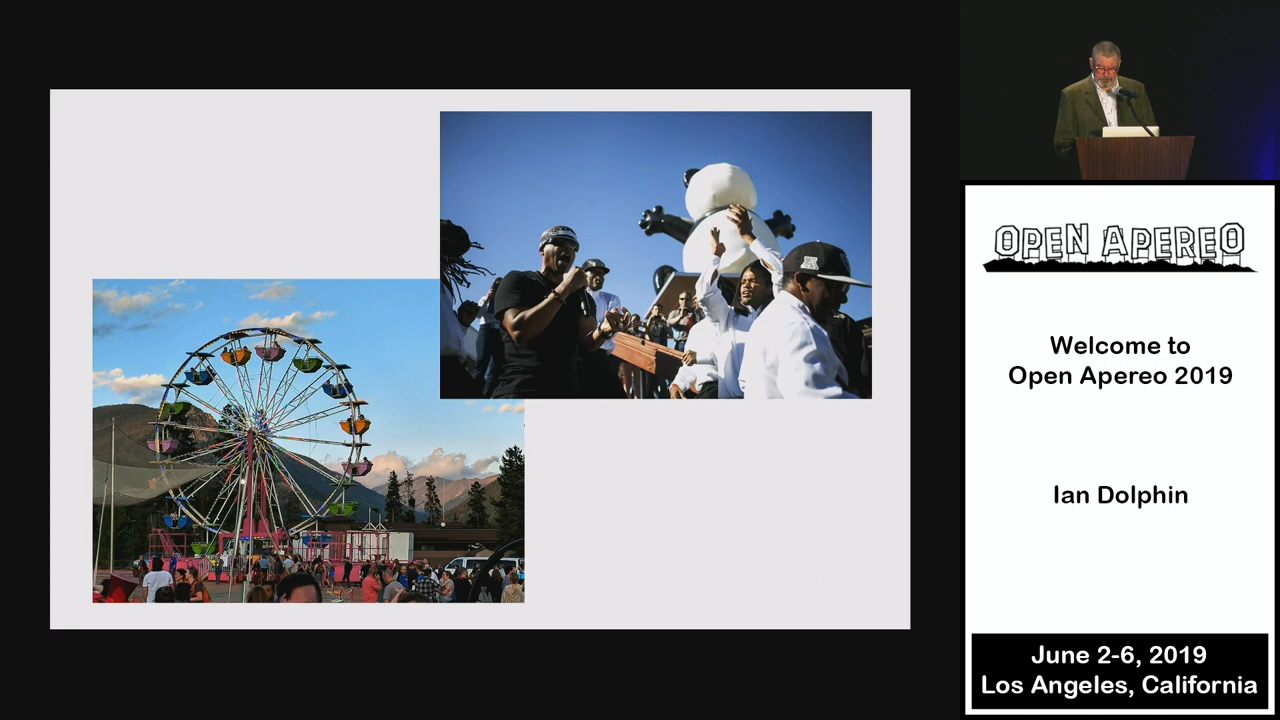 OPEN APEREO
Welcome to
Open Apereo 2019
Ian Dolphin
June 2-6, 2019
Los Angeles, California